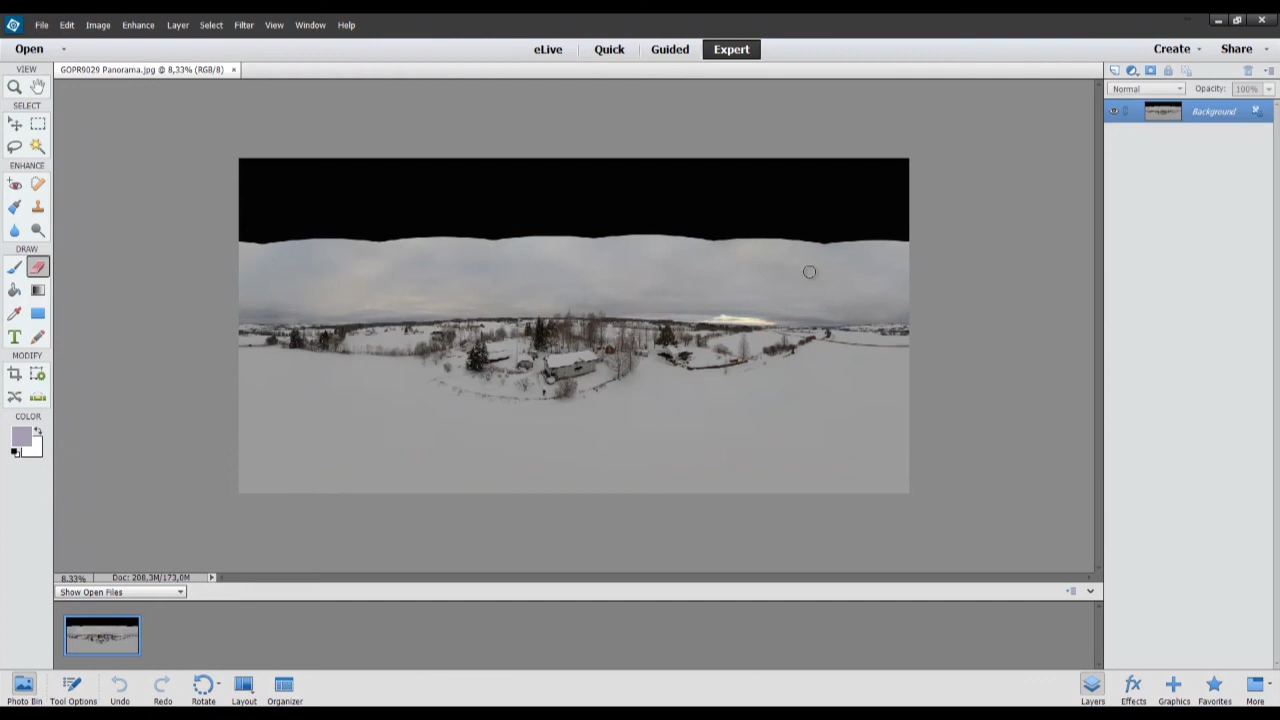 File Edit Image Enhance Layer Select Filter View Window Help
Open eLive Quick Guided Expert Create Share
VIEW GOPR9029 Panorama.jpg @ 8,33% (RGB/8) ×
Normal Opacity: 100%
SELECT
Background
ENHANCE
DRAW
T
MODIFY
COLOR
8.33% Doc: 208,3M/173,0M
Show Open Files
Photo Bin Tool Options Undo Redo Rotate Layout Organizer
fx
Layers Effects Graphics Favorites More